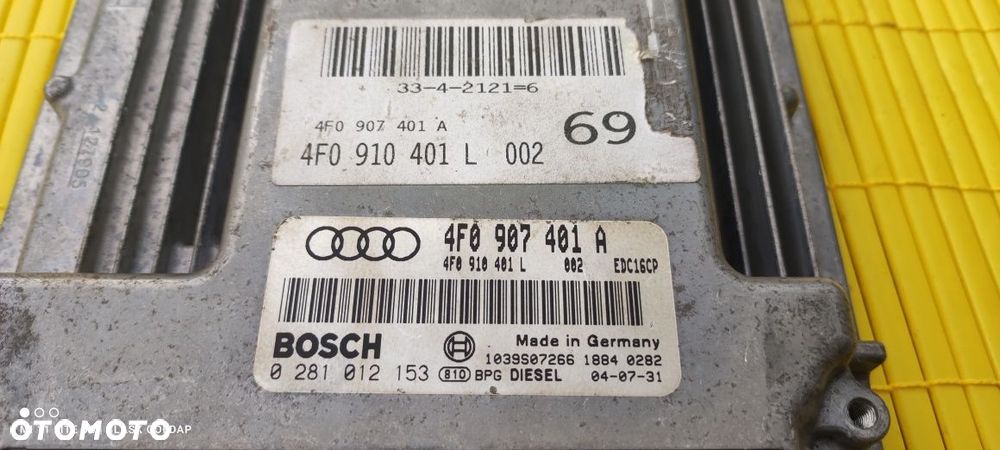 33-4-2121=6
4F0 907 401 A
69
4F0 910 401 L 002
4F0 907 401 A
4F0 910 401 L 002 EDC16CP
BOSCH
Made in Germany
1039S07266 1884 0282
0 281 012 153 810 BPG DIESEL 04-07-31
OTOMOTO